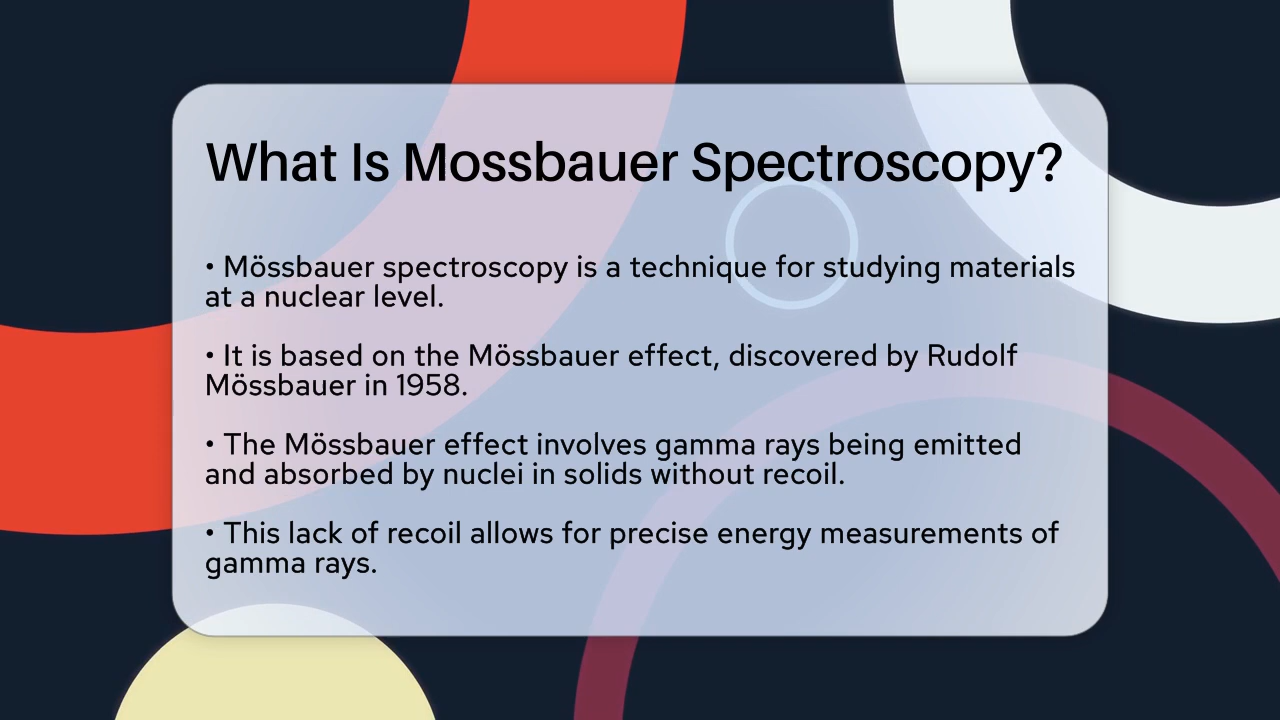 What Is Mossbauer Spectroscopy?
• Mössbauer spectroscopy is a technique for studying materials
at a nuclear level.
• It is based on the Mössbauer effect, discovered by Rudolf
Mössbauer in 1958.
• The Mössbauer effect involves gamma rays being emitted
and absorbed by nuclei in solids without recoil.
• This lack of recoil allows for precise energy measurements of
gamma rays.